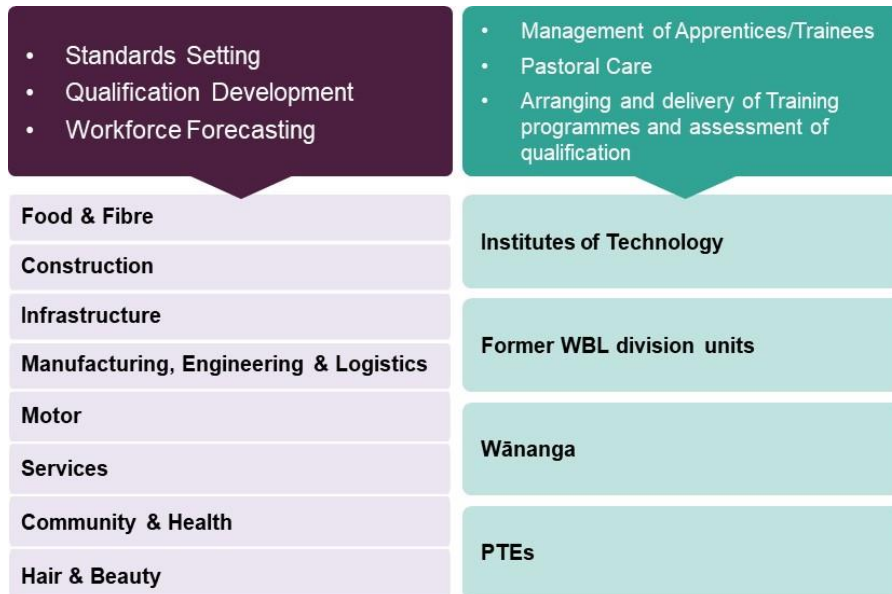 • Standards Setting
• Qualification Development
• Workforce Forecasting
Food & Fibre
Construction
Infrastructure
Manufacturing, Engineering & Logistics
Motor
Services
Community & Health
Hair & Beauty
• Management of Apprentices/Trainees
• Pastoral Care
• Arranging and delivery of Training
programmes and assessment of
qualification
Institutes of Technology
Former WBL division units
Wānanga
PTEs